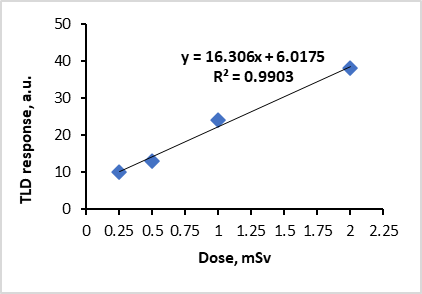 50
y = 16.306x + 6.0175
R² = 0.9903
40
30
20
10
0
TLD response, a.u.
0 0.25 0.5 0.75 1 1.25 1.5 1.75 2 2.25
Dose, mSv